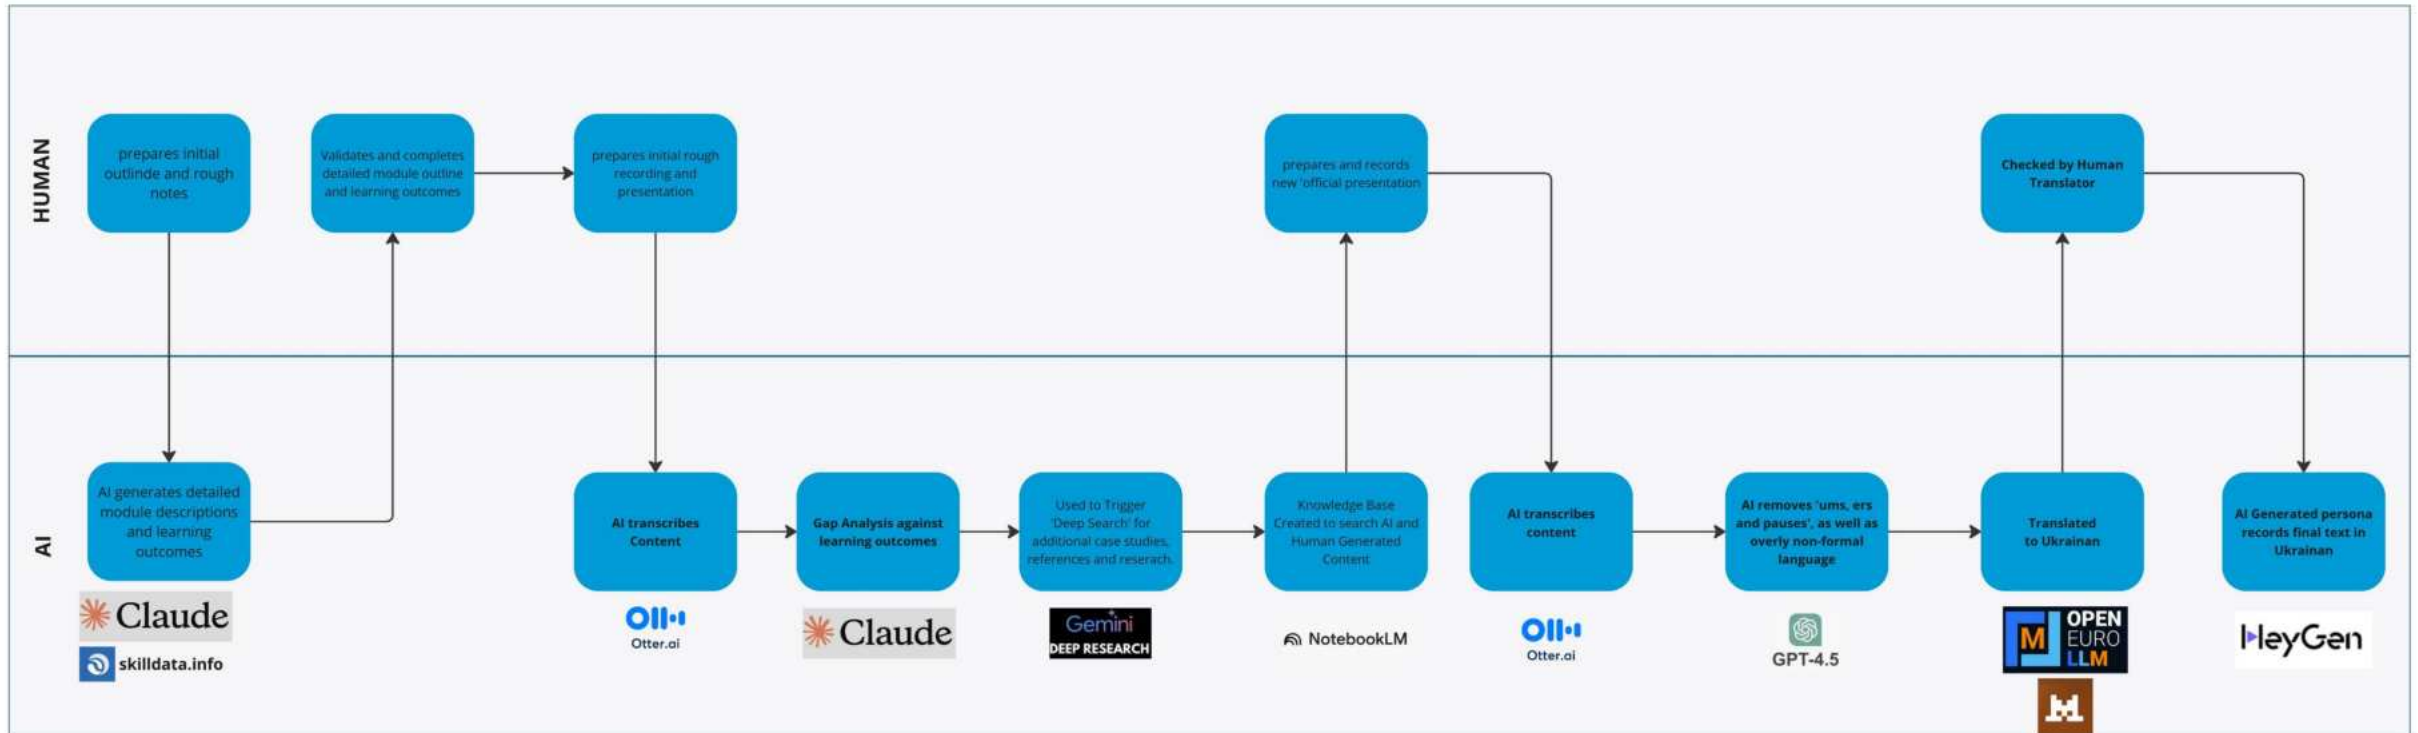 HUMAN
prepares initial
outlinde and rough
notes
Validates and completes
detailed module outline
and learning outcomes
prepares initial rough
recording and
presentation
prepares and records
new 'official presentation
Checked by Human
Translator
AI
AI generates detailed
module descriptions
and learning
outcomes
Claude
skilldata.info
AI transcribes
Content
Otter.ai
Gap Analysis against
learning outcomes
Claude
Used to Trigger
'Deep Search' for
additional case studies,
references and reserach.
Gemini
DEEP RESEARCH
Knowledge Base
Created to search AI and
Human Generated
Content
NotebookLM
AI transcribes
content
Otter.ai
AI removes 'ums, ers
and pauses', as well as
overly non-formal
language
GPT-4.5
Translated
to Ukrainan
M
OPEN
EURO
LLM
AI Generated persona
records final text in
Ukrainan
HeyGen